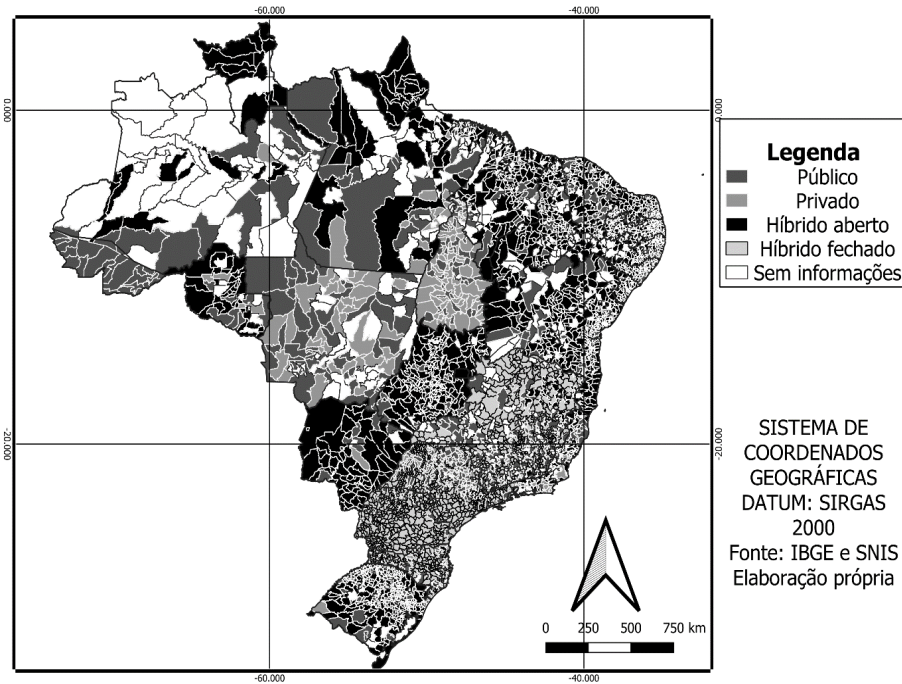 -60.000
-40.000
0.000
0.000
Legenda
Público
Privado
Híbrido aberto
Híbrido fechado
Sem informações
-20.000
-20.000
SISTEMA DE
COORDENADOS
GEOGRÁFICAS
DATUM: SIRGAS
2000
Fonte: IBGE e SNIS
Elaboração própria
0 250 500 750 km
-60.000
-40.000